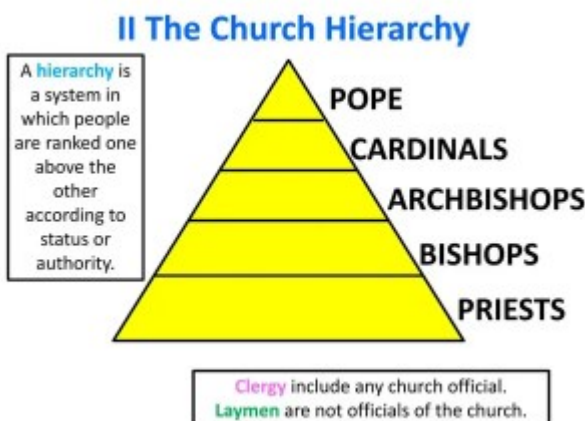 II The Church Hierarchy
A hierarchy is
a system in
which people
are ranked one
above the
other
according to
status or
authority.
POPE
CARDINALS
ARCHBISHOPS
BISHOPS
PRIESTS
Clergy include any church official.
Laymen are not officials of the church.